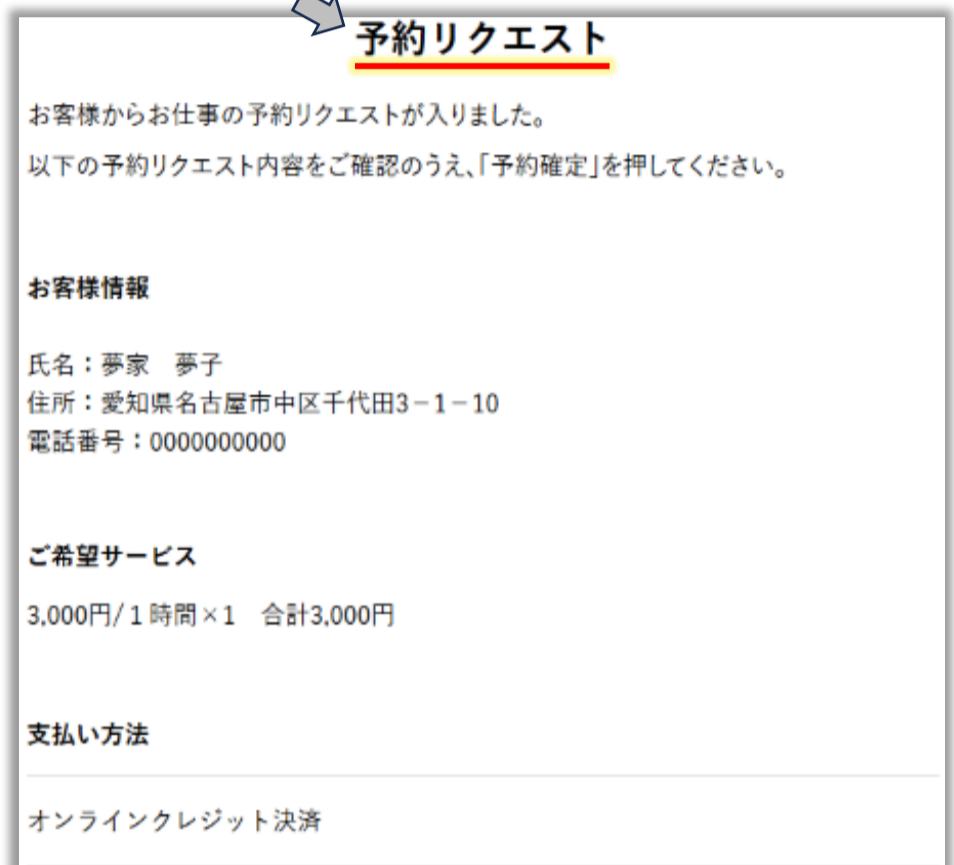 予約リクエスト
お客様からお仕事の予約リクエストが入りました。
以下の予約リクエスト内容をご確認のうえ、「予約確定」を押してください。
お客様情報
氏名：夢家　夢子
住所：愛知県名古屋市中区千代田3－1－10
電話番号：0000000000
ご希望サービス
3,000円/１時間×1　合計3,000円
支払い方法
オンラインクレジット決済